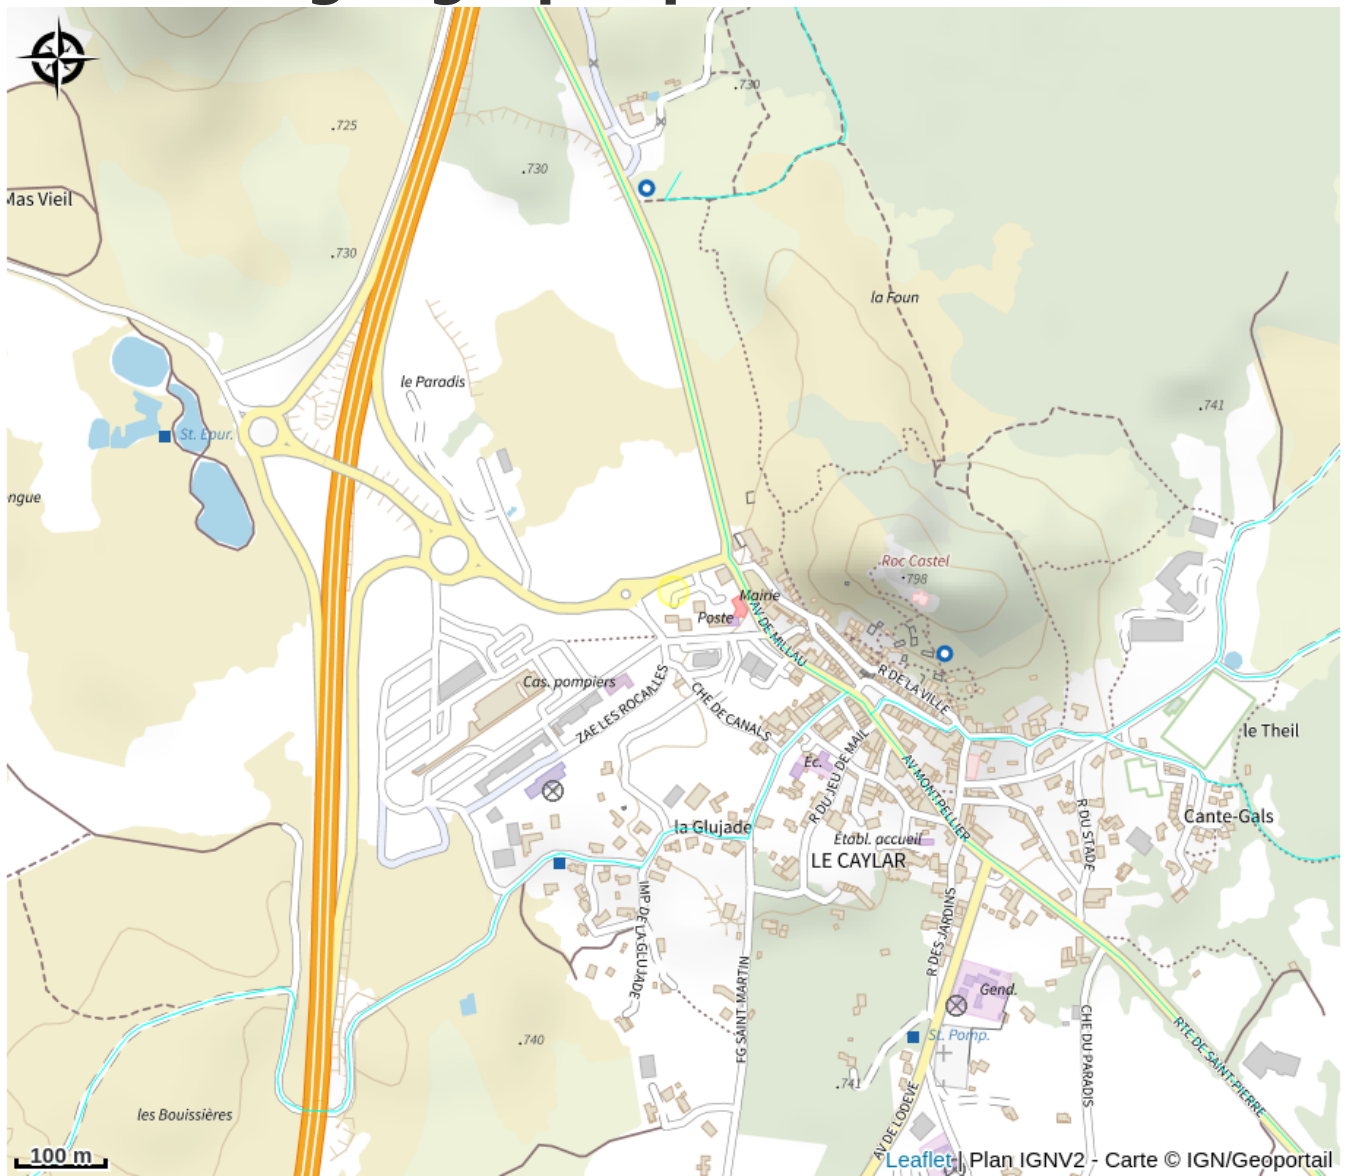 .730
.725
.730
Mas Vieil
.730
la Foun
le Paradis
.741
St. Epur.
ngue
Roc Castel
.798
Mairie
Poste
AV DE MILLAU
Cas. pompiers
R DE LA VILLE
ZAE LES ROCAILLES
CHE DE CANALS
le Theil
Ec.
R DU JEU DE MAIL
AV MONTPELLIER
la Glujade
Cante-Gals
R DU STADE
Établ. accueil
LE CAYLAR
IMP DE LA GLUJADE
R DES JARDINS
FG SAINT-MARTIN
Gend.
St. Pomp.
.740
CHE DU PARADIS
RTE DE SAINT-PIERRE
.741
les Bouissières
AV DE LODEVE
100 m
Leaflet | Plan IGNV2 - Carte © IGN/Geoportail